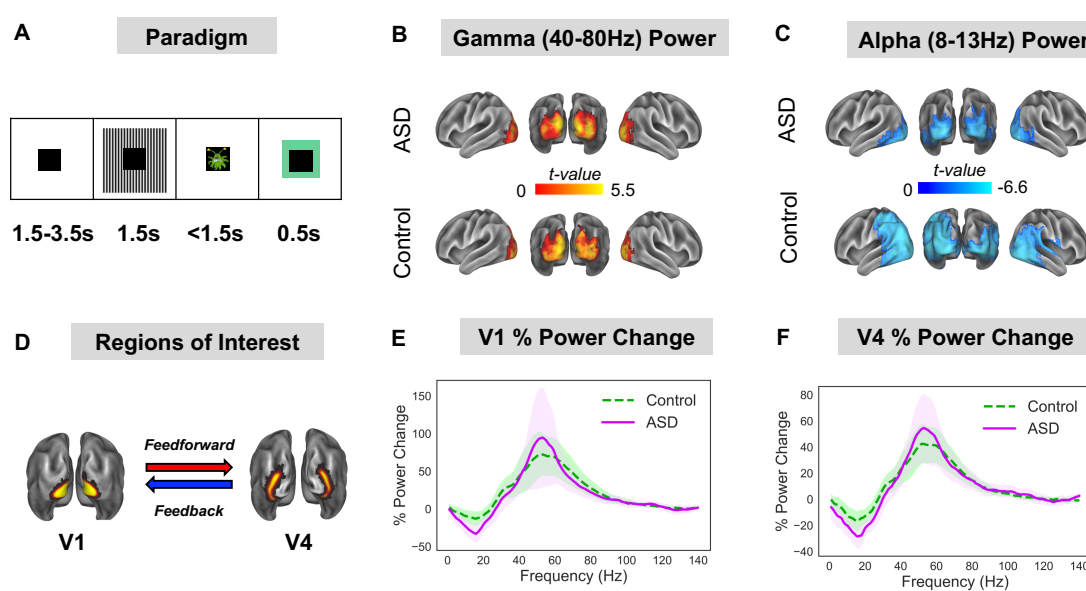 A
Paradigm
1.5-3.5s
1.5s
<1.5s
0.5s
B
Gamma (40-80Hz) Power
ASD
t-value
0
5.5
Control
C
Alpha (8-13Hz) Power
ASD
t-value
0
-6.6
Control
D
Regions of Interest
Feedforward
Feedback
V1
V4
E
V1 % Power Change
% Power Change
150
100
50
0
−50
Control
ASD
0
20
40
60
80
100
120
140
Frequency (Hz)
F
V4 % Power Change
% Power Change
80
60
40
20
0
−20
−40
Control
ASD
0
20
40
60
80
100
120
140
Frequency (Hz)